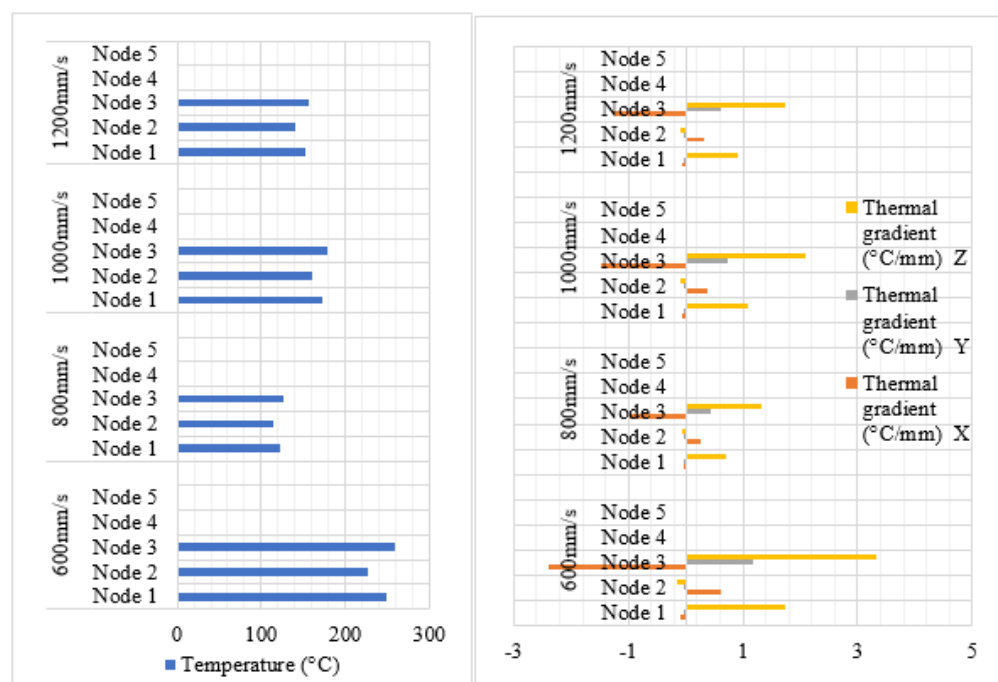 1200mm/s
Node 5
Node 4
Node 3
Node 2
Node 1
1000mm/s
Node 5
Node 4
Node 3
Node 2
Node 1
800mm/s
Node 5
Node 4
Node 3
Node 2
Node 1
600mm/s
Node 5
Node 4
Node 3
Node 2
Node 1
0 100 200 300
Temperature (°C)
1200mm/s
Node 5
Node 4
Node 3
Node 2
Node 1
1000mm/s
Node 5
Node 4
Node 3
Node 2
Node 1
800mm/s
Node 5
Node 4
Node 3
Node 2
Node 1
600mm/s
Node 5
Node 4
Node 3
Node 2
Node 1
-3 -1 1 3 5
Thermal
gradient
(°C/mm) Z
Thermal
gradient
(°C/mm) Y
Thermal
gradient
(°C/mm) X